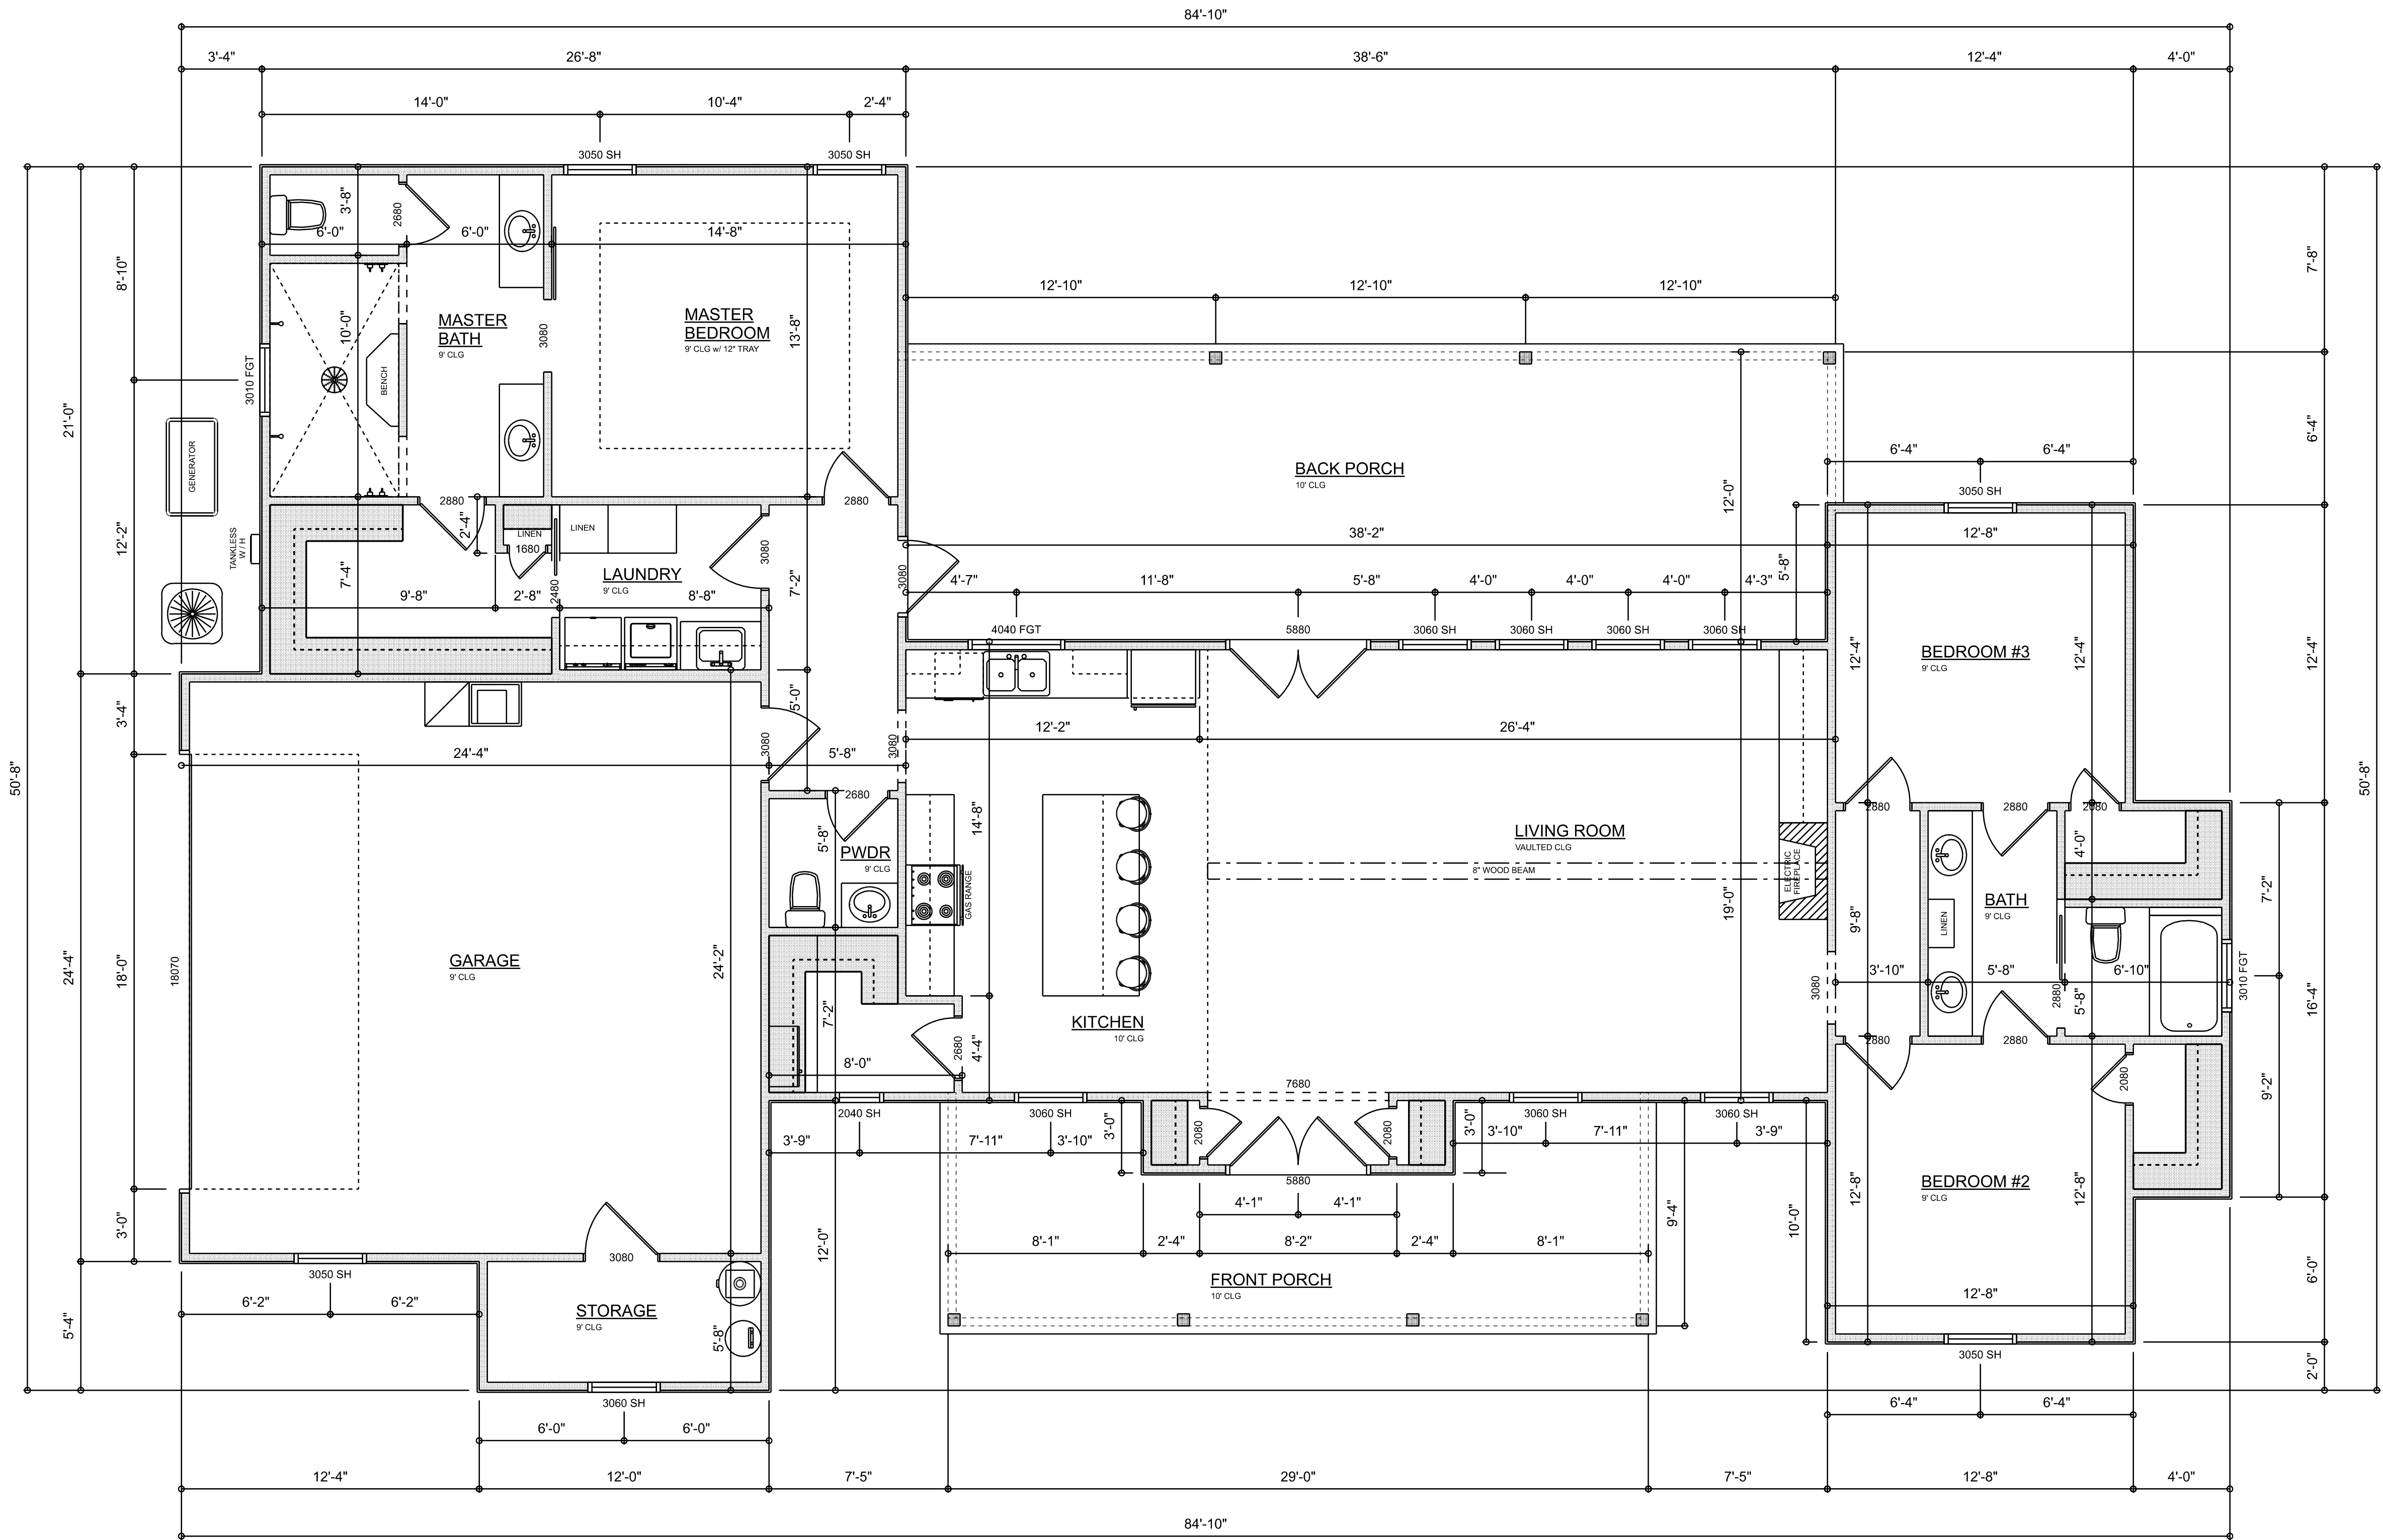 84'-10"
3'-4"
26'-8"
38'-6"
12'-4"
4'-0"
14'-0"
10'-4"
2'-4"
3050 SH
3050 SH
3'-8"
2680
6'-0"
6'-0"
14'-8"
8'-10"
7'-8"
12'-10"
12'-10"
12'-10"
MASTER
BATH
9' CLG
3080
MASTER
BEDROOM
9' CLG w/ 12" TRAY
13'-8"
10'-0"
3010 FGT
BENCH
21'-0"
GENERATOR
6'-4"
6'-4"
6'-4"
BACK PORCH
10' CLG
12'-0"
3050 SH
2880
2'-4"
LINEN
LINEN
1680
2880
TANKLESS
W / H
12'-2"
3080
38'-2"
12'-8"
5'-8"
7'-4"
LAUNDRY
9' CLG
2480
7'-2"
3080
4'-7"
11'-8"
5'-8"
4'-0"
4'-0"
4'-0"
4'-3"
9'-8"
2'-8"
8'-8"
4040 FGT
5880
3060 SH
3060 SH
3060 SH
3060 SH
BEDROOM #3
9' CLG
12'-4"
12'-4"
12'-4"
3'-4"
5'-0"
12'-2"
26'-4"
24'-4"
3080
5'-8"
3080
50'-8"
50'-8"
2680
2880
2880
2080
5'-8"
PWDR
9' CLG
14'-8"
GAS RANGE
LIVING ROOM
VAULTED CLG
8" WOOD BEAM
ELECTRIC
FIREPLACE
4'-0"
19'-0"
9'-8"
BATH
9' CLG
LINEN
7'-2"
GARAGE
9' CLG
24'-2"
24'-4"
18'-0"
18070
3080
3'-10"
5'-8"
6'-10"
2880
5'-8"
3010 FGT
16'-4"
7'-2"
KITCHEN
10' CLG
2680
4'-4"
8'-0"
2880
2880
2080
9'-2"
7680
2040 SH
3060 SH
3060 SH
3060 SH
3'-9"
7'-11"
3'-10"
3'-0"
2080
2080
3'-0"
3'-10"
7'-11"
3'-9"
5880
BEDROOM #2
9' CLG
12'-8"
12'-8"
4'-1"
4'-1"
9'-4"
10'-0"
3'-0"
12'-0"
8'-1"
2'-4"
8'-2"
2'-4"
8'-1"
3080
3050 SH
FRONT PORCH
10' CLG
6'-0"
6'-2"
6'-2"
STORAGE
9' CLG
5'-8"
5'-4"
12'-8"
3050 SH
2'-0"
3060 SH
6'-4"
6'-4"
6'-0"
6'-0"
12'-4"
12'-0"
7'-5"
29'-0"
7'-5"
12'-8"
4'-0"
84'-10"